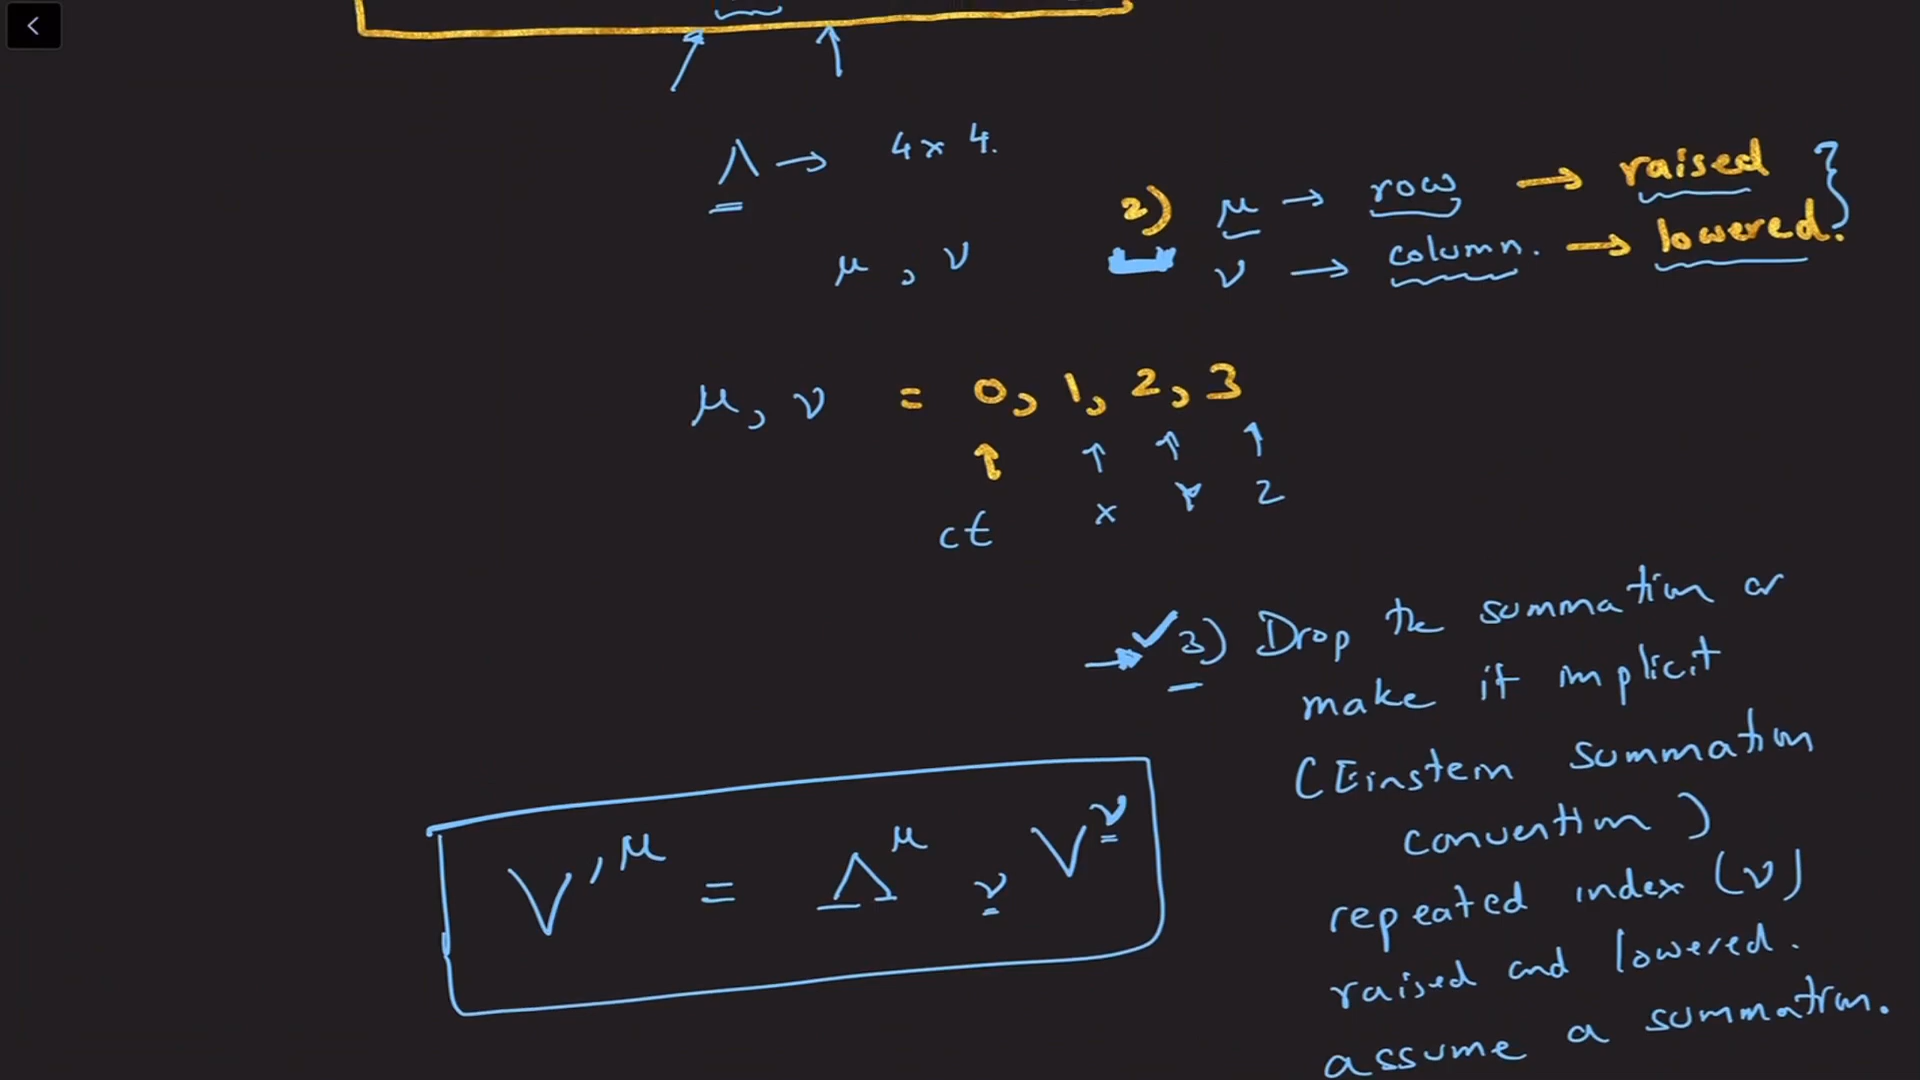 Λ → 4 x 4.
2) μ → row → raised }
ν → column. → lowered.
μ , ν
μ, ν = 0, 1, 2, 3
↑ ↑ ↑ ↑
ct x y z
→ ✓ 3) Drop the summation or
make it implicit
(Einstein summation
convention)
V'^μ = Λ^μ_ν V^ν
repeated index (ν)
raised and lowered.
assume a summation.